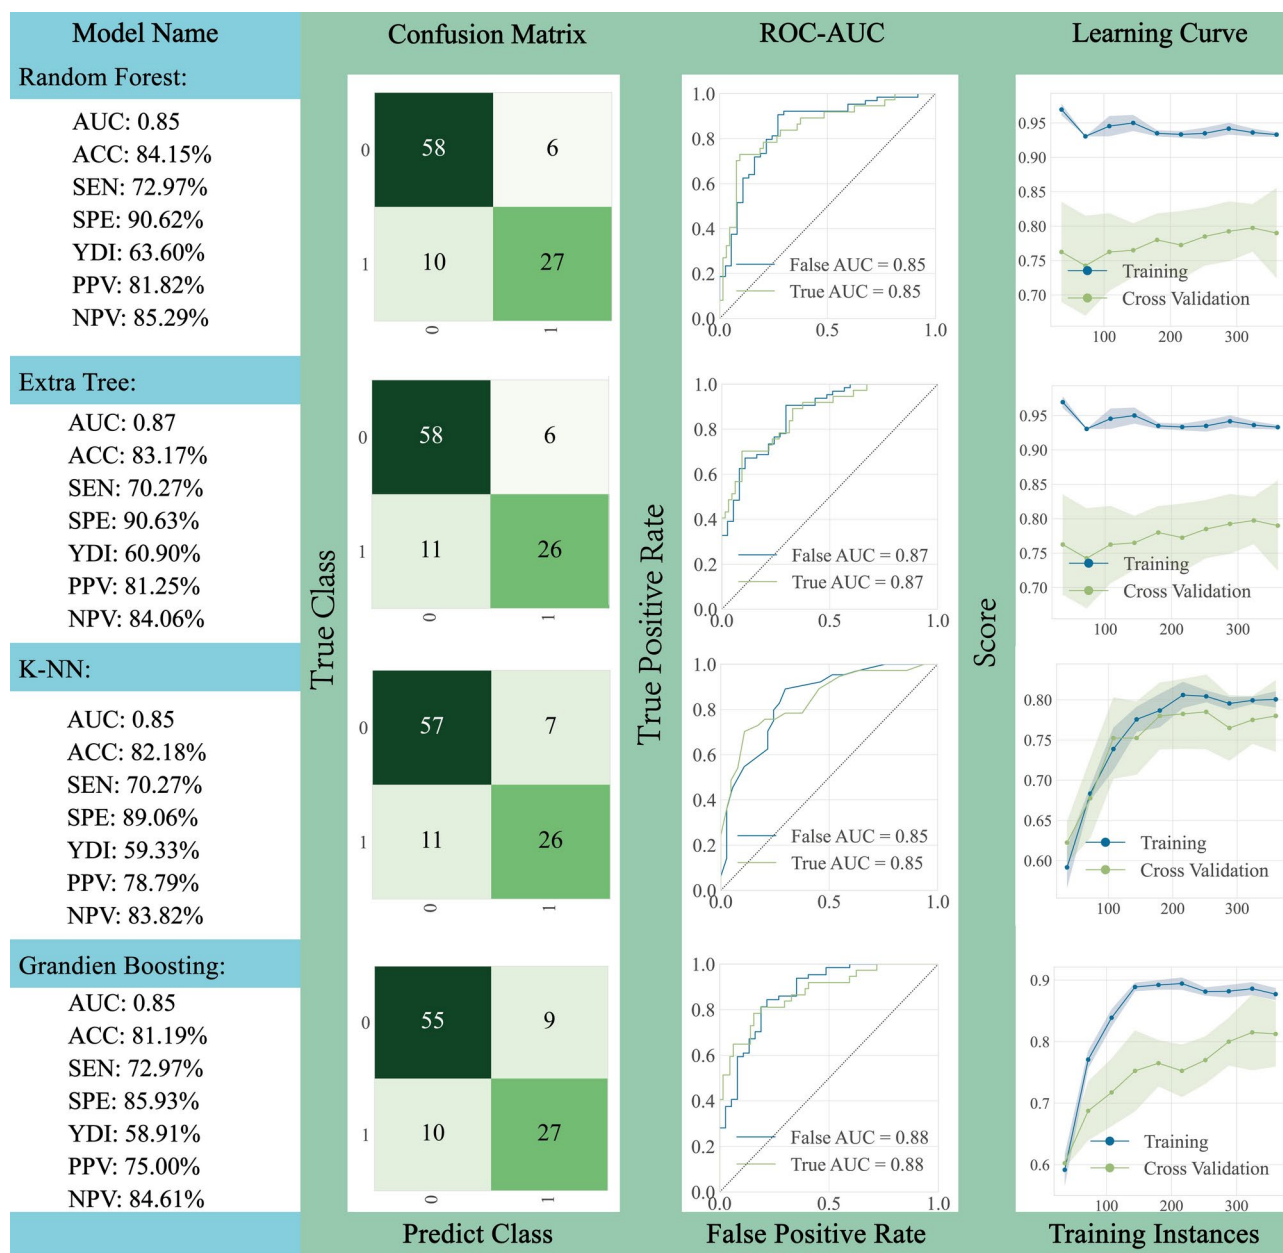 Model Name
Confusion Matrix
ROC-AUC
Learning Curve
Random Forest:
AUC: 0.85
ACC: 84.15%
SEN: 72.97%
SPE: 90.62%
YDI: 63.60%
PPV: 81.82%
NPV: 85.29%
0
58
6
1
10
27
0
1
1.0
0.8
0.6
0.4
0.2
0.0
0.0
0.5
1.0
False AUC = 0.85
True AUC = 0.85
0.95
0.90
0.85
0.80
0.75
0.70
Training
Cross Validation
100
200
300
Extra Tree:
AUC: 0.87
ACC: 83.17%
SEN: 70.27%
SPE: 90.63%
YDI: 60.90%
PPV: 81.25%
NPV: 84.06%
0
58
6
1
11
26
0
1
1.0
0.8
0.6
0.4
0.2
0.0
0.0
0.5
1.0
False AUC = 0.87
True AUC = 0.87
0.95
0.90
0.85
0.80
0.75
0.70
Training
Cross Validation
100
200
300
True Class
True Positive Rate
Score
K-NN:
AUC: 0.85
ACC: 82.18%
SEN: 70.27%
SPE: 89.06%
YDI: 59.33%
PPV: 78.79%
NPV: 83.82%
0
57
7
1
11
26
0
1
1.0
0.8
0.6
0.4
0.2
0.0
0.0
0.5
1.0
False AUC = 0.85
True AUC = 0.85
0.80
0.75
0.70
0.65
0.60
Training
Cross Validation
100
200
300
Grandien Boosting:
AUC: 0.85
ACC: 81.19%
SEN: 72.97%
SPE: 85.93%
YDI: 58.91%
PPV: 75.00%
NPV: 84.61%
0
55
9
1
10
27
0
1
1.0
0.8
0.6
0.4
0.2
0.0
0.0
0.5
1.0
False AUC = 0.88
True AUC = 0.88
0.9
0.8
0.7
0.6
Training
Cross Validation
100
200
300
Predict Class
False Positive Rate
Training Instances